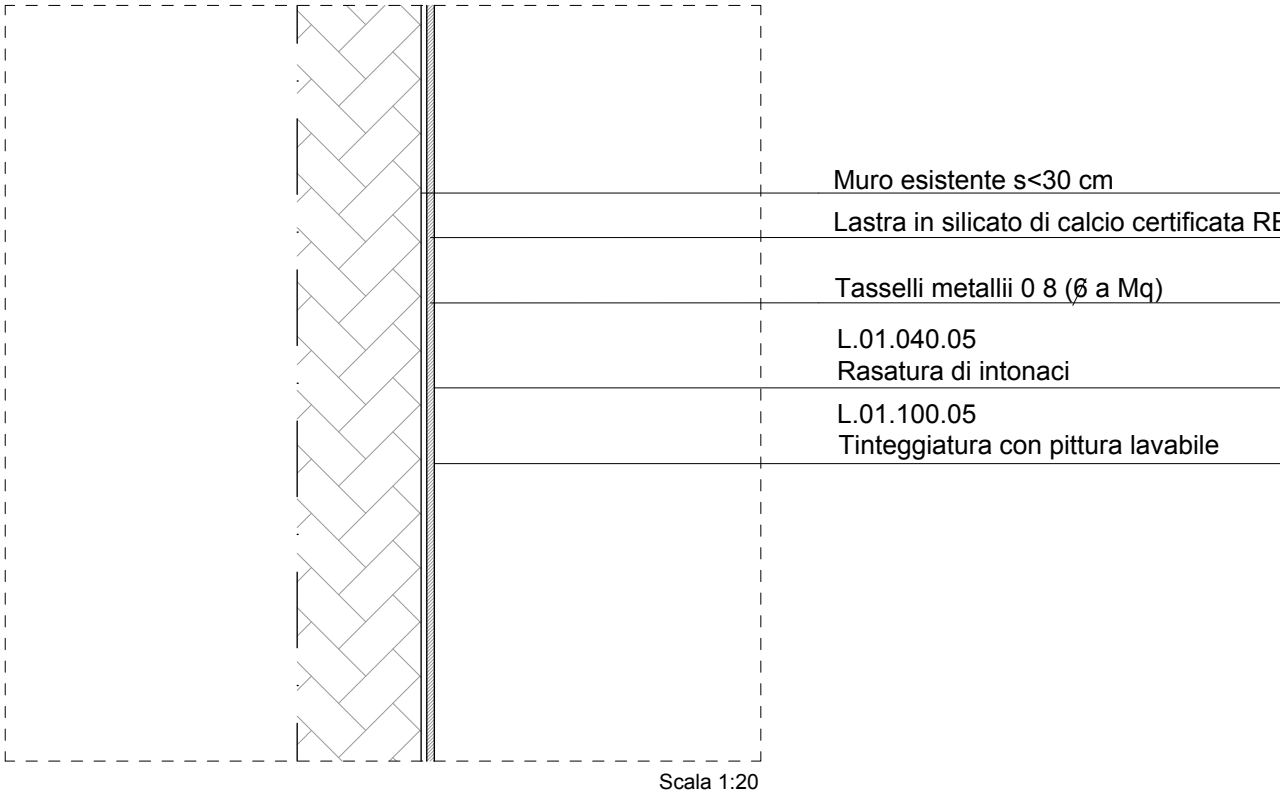 Muro esistente s<30 cm
Lastra in silicato di calcio certificata RE
Tasselli metallii 0 8 (6 a Mq)
L.01.040.05
Rasatura di intonaci
L.01.100.05
Tinteggiatura con pittura lavabile
Scala 1:20